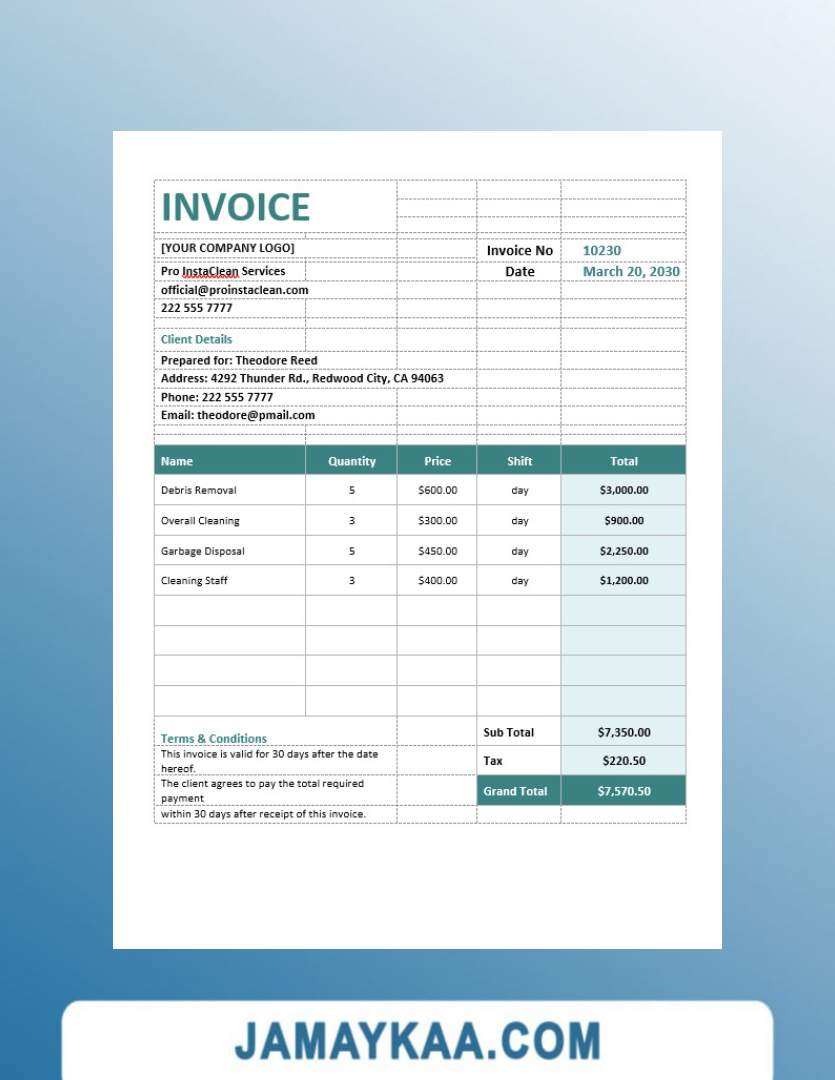 INVOICE
[YOUR COMPANY LOGO]
Invoice No 10230
Pro InstaClean Services
Date March 20, 2030
official@proinstaclean.com
222 555 7777
Client Details
Prepared for: Theodore Reed
Address: 4292 Thunder Rd., Redwood City, CA 94063
Phone: 222 555 7777
Email: theodore@pmail.com
Name Quantity Price Shift Total
Debris Removal 5 $600.00 day $3,000.00
Overall Cleaning 3 $300.00 day $900.00
Garbage Disposal 5 $450.00 day $2,250.00
Cleaning Staff 3 $400.00 day $1,200.00
Sub Total $7,350.00
Tax $220.50
Grand Total $7,570.50
Terms & Conditions
This invoice is valid for 30 days after the date
hereof.
The client agrees to pay the total required
payment
within 30 days after receipt of this invoice.
JAMAYKAA.COM